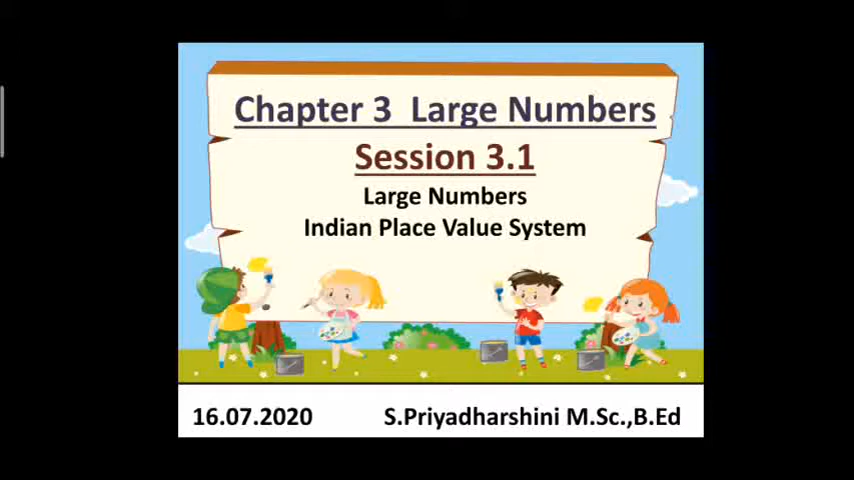 Chapter 3 Large Numbers
Session 3.1
Large Numbers
Indian Place Value System
16.07.2020 S.Priyadharshini M.Sc.,B.Ed